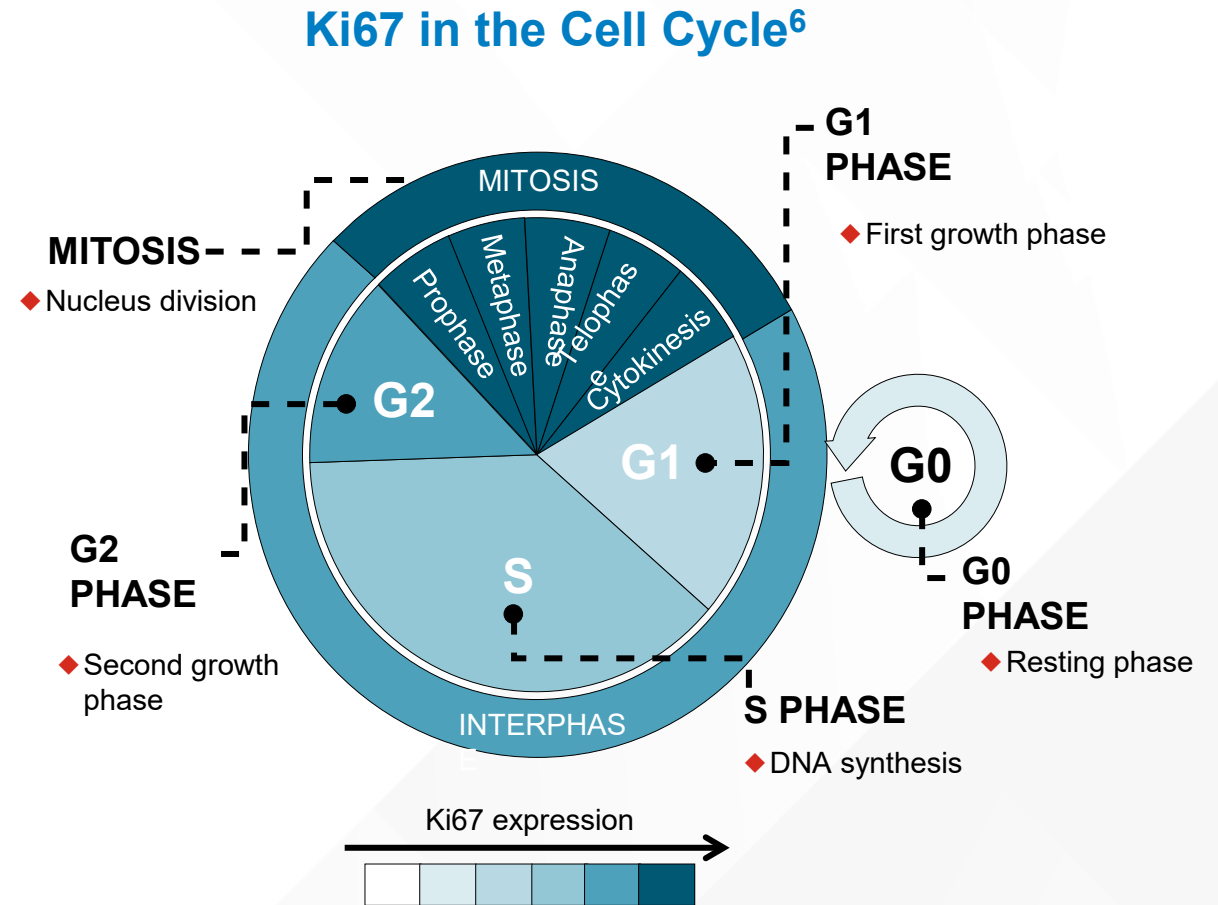 Ki67 in the Cell Cycle⁶
G1
PHASE
First growth phase
MITOSIS
MITOSIS
Nucleus division
Prophase
Metaphase
Anaphase
Telophas
e
Cytokinesis
G2
G1
G0
S
G2
PHASE
Second growth
phase
G0
PHASE
Resting phase
INTERPHAS
E
S PHASE
DNA synthesis
Ki67 expression